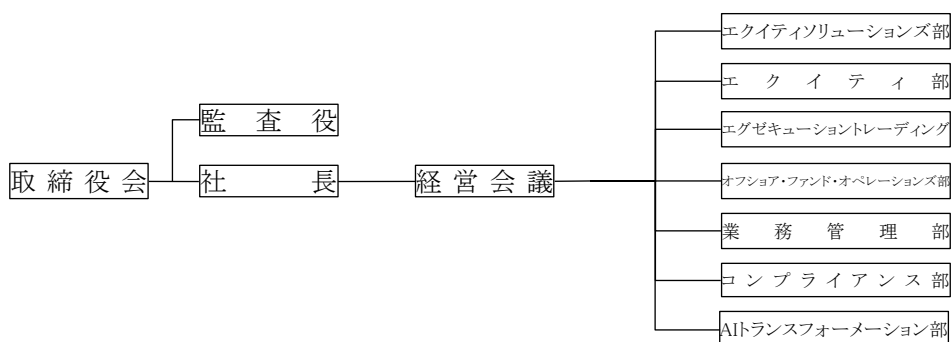 エクイティソリューションズ部
エクイティ部
監査役
エグゼキューショントレーディング
取締役会
社長
経営会議
オフショア・ファンド・オペレーションズ部
業務管理部
コンプライアンス部
AIトランスフォーメーション部